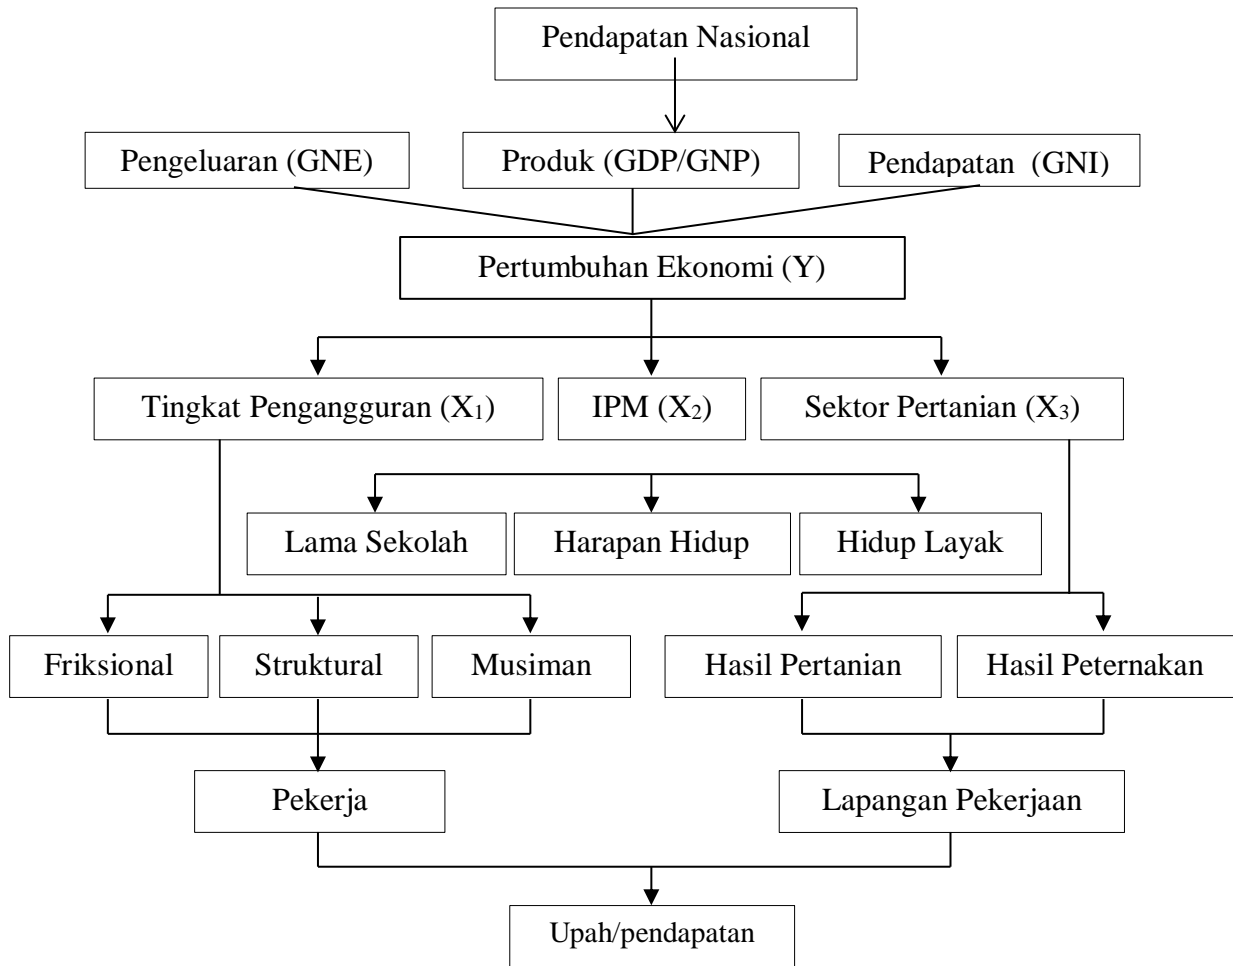 Pendapatan Nasional
Pengeluaran (GNE)
Produk (GDP/GNP)
Pendapatan (GNI)
Pertumbuhan Ekonomi (Y)
Tingkat Pengangguran (X₁)
IPM (X₂)
Sektor Pertanian (X₃)
Lama Sekolah
Harapan Hidup
Hidup Layak
Friksional
Struktural
Musiman
Hasil Pertanian
Hasil Peternakan
Pekerja
Lapangan Pekerjaan
Upah/pendapatan